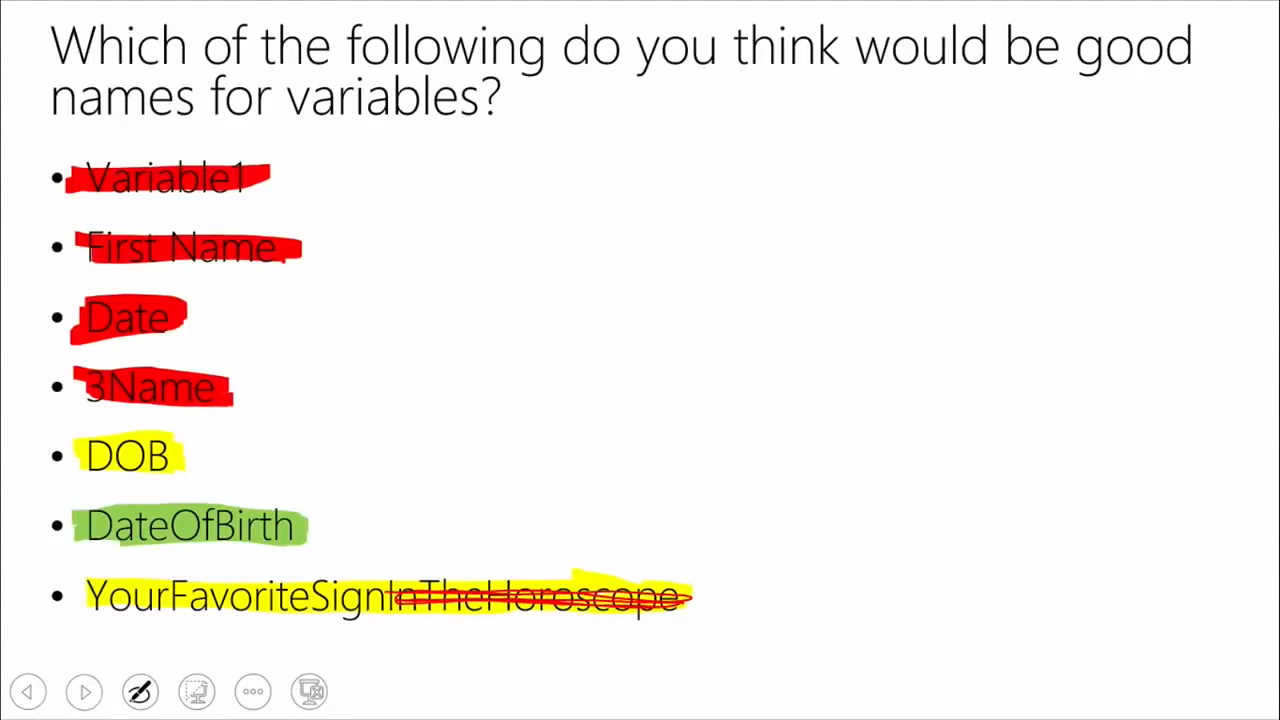 Which of the following do you think would be good
names for variables?
• Variable1
• First Name
• Date
• 3Name
• DOB
• DateOfBirth
• YourFavoriteSignInTheHoroscope